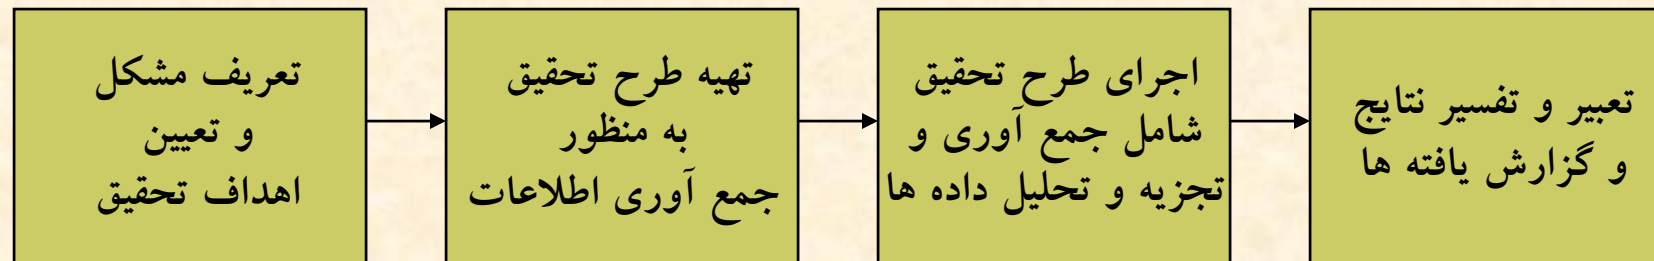 تعریف مشکل
و تعیین
اهداف تحقیق
تهیه طرح تحقیق
به منظور
جمع آوری اطلاعات
اجرای طرح تحقیق
شامل جمع آوری و
تجزیه و تحلیل داده ها
تعبیر و تفسیر نتایج
و گزارش یافته ها